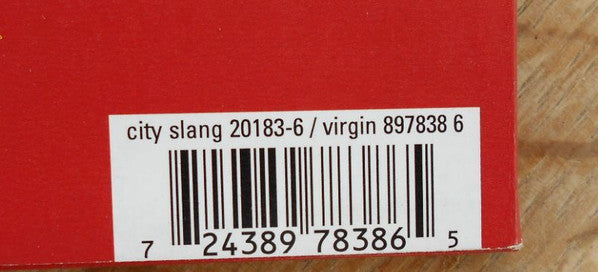 city slang 20183-6 / virgin 897838 6
7 24389 78386 5